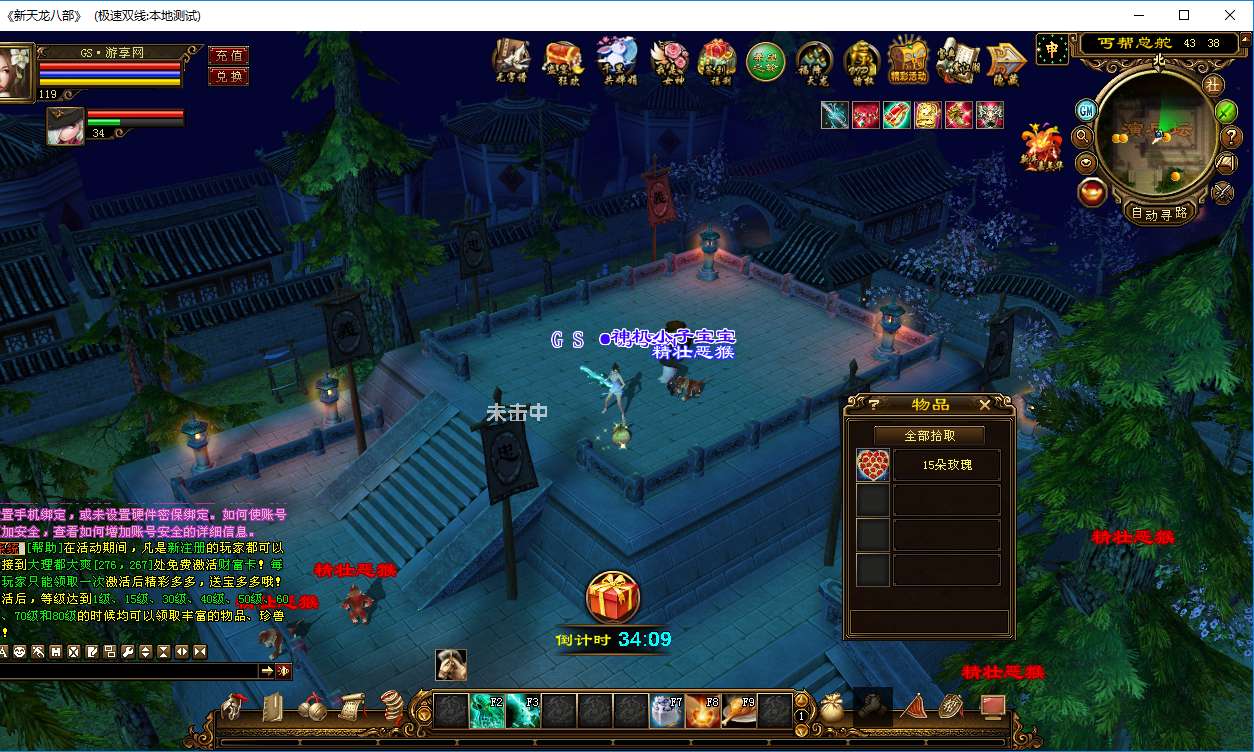 《新天龙八部》 (极速双线:本地测试)
GS·游享网
充值
兑换
119
34
精彩活动
申
丐帮总舵 43 38
北
社
GM
?
自动寻路
GS
神机小子宝宝
精壮恶猴
未击中
? 物品
全部拾取
15朵玫瑰
精壮恶猴
精壮恶猴
精壮恶猴
置手机绑定，或未设置硬件密保绑定。如何使账号
加安全，查看如何增加账号安全的详细信息。
[帮助]在活动期间，凡是新注册的玩家都可以
接到大理都大爽[276，267]处免费激活财富卡！每
玩家只能领取一次激活后精彩多多，送宝多多哦！
活后，等级达到1级、15级、30级、40级、50级、60
、70级和80级的时候均可以领取丰富的物品、珍兽
！
倒计时 34:09
F2 F3 F7 F8 F9
1